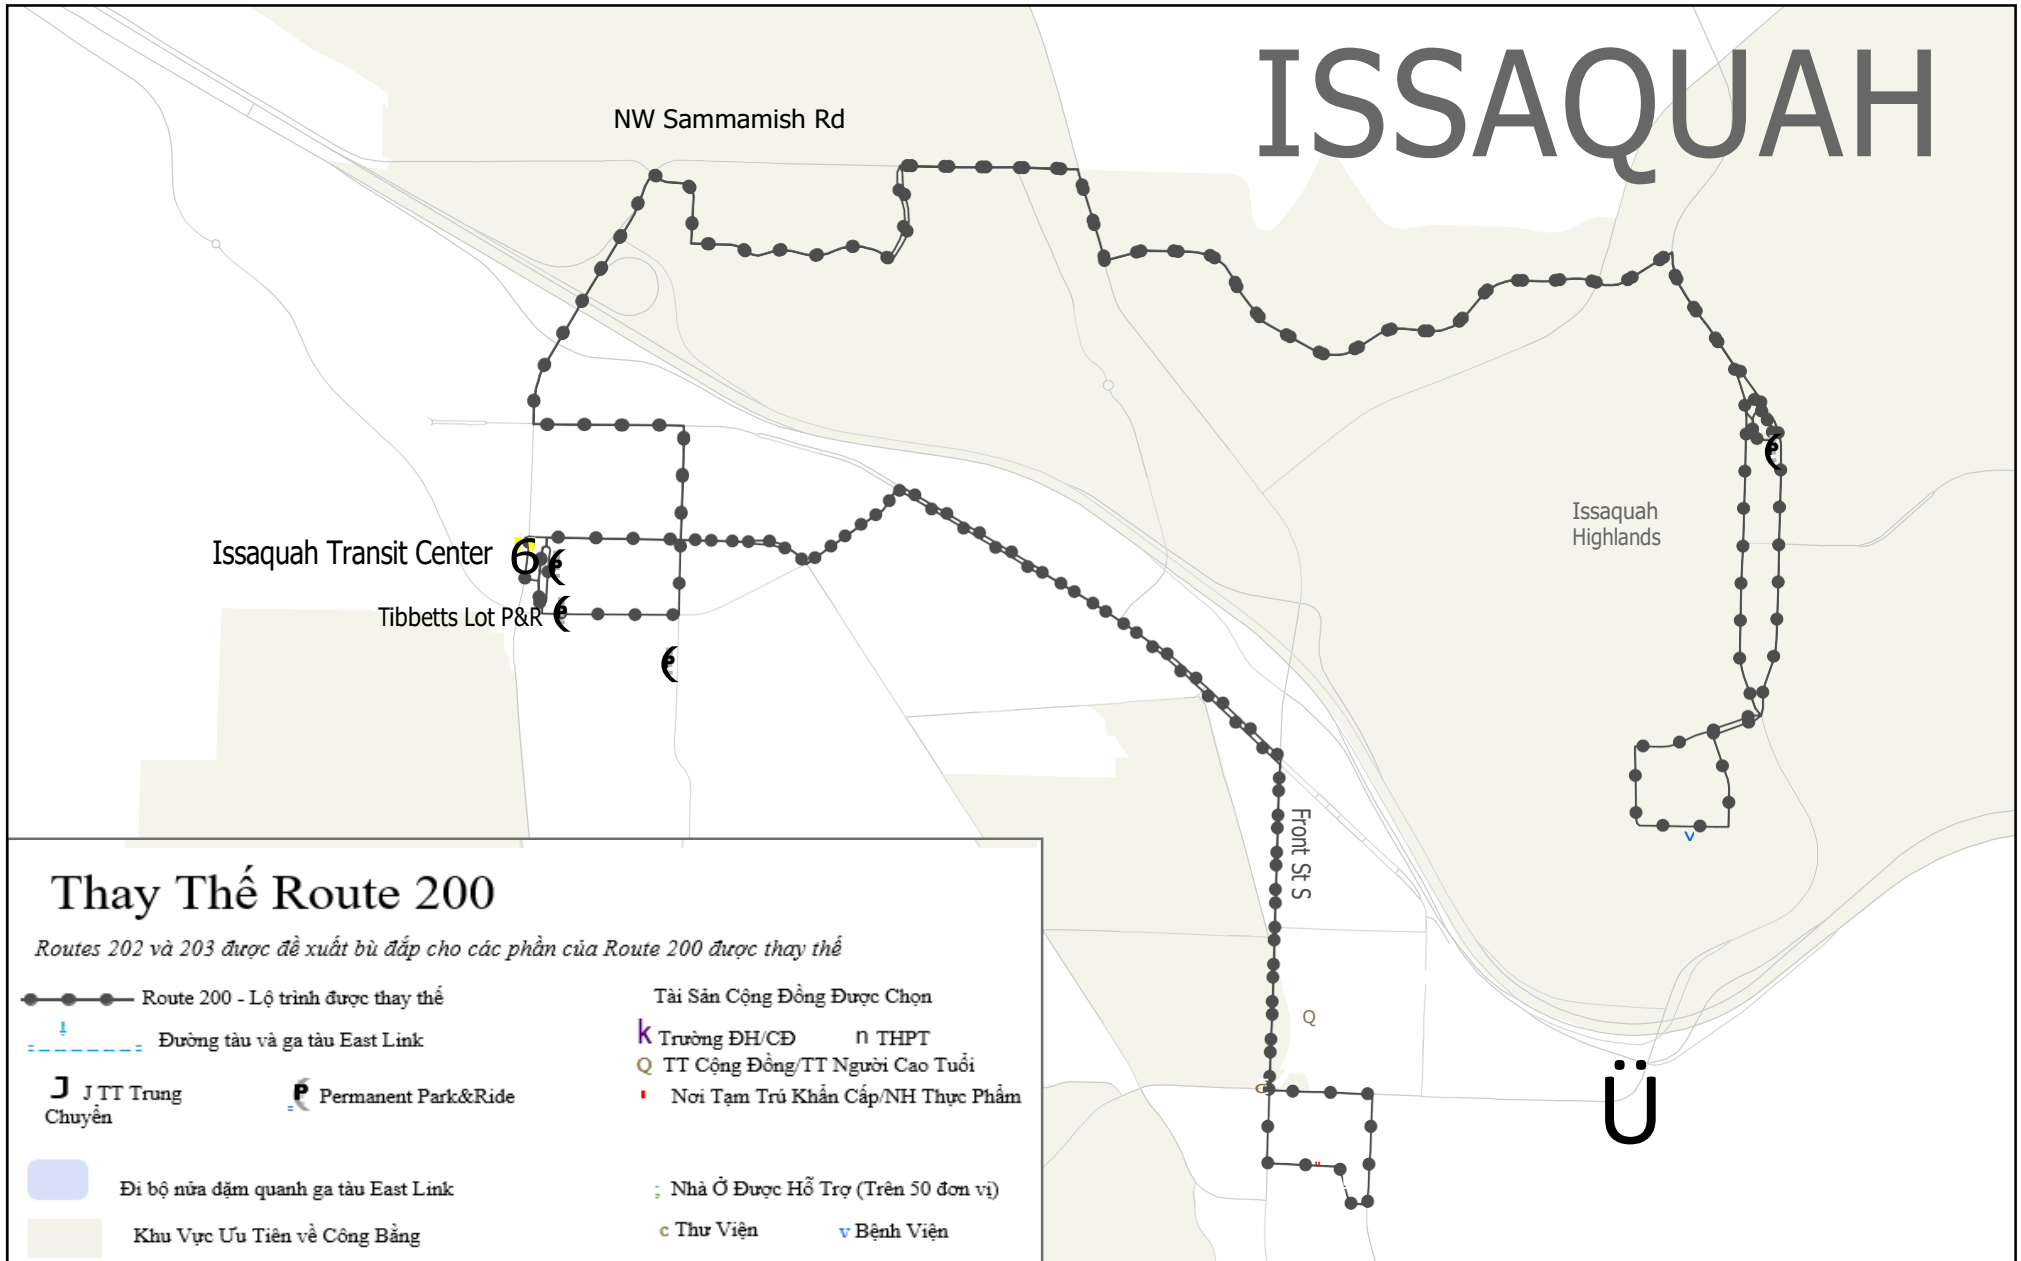 ISSAQUAH
NW Sammamish Rd
Issaquah
Highlands
Issaquah Transit Center
6
P
Tibbetts Lot P&R
P
P
P
v
Front St S
Q
c
Ü
Thay Thế Route 200
Routes 202 và 203 được đề xuất bù đắp cho các phần của Route 200 được thay thế
Route 200 - Lộ trình được thay thế
Đường tàu và ga tàu East Link
J J TT Trung
Chuyển
P Permanent Park&Ride
Đi bộ nửa dặm quanh ga tàu East Link
Khu Vực Ưu Tiên về Công Bằng
Tài Sản Cộng Đồng Được Chọn
k Trường ĐH/CĐ n THPT
Q TT Cộng Đồng/TT Người Cao Tuổi
Nơi Tạm Trú Khẩn Cấp/NH Thực Phẩm
; Nhà Ở Được Hỗ Trợ (Trên 50 đơn vị)
c Thư Viện v Bệnh Viện